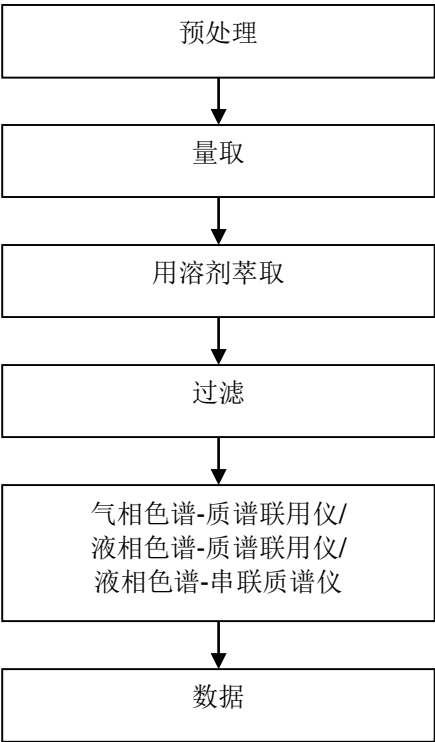 预处理
量取
用溶剂萃取
过滤
气相色谱-质谱联用仪/
液相色谱-质谱联用仪/
液相色谱-串联质谱仪
数据